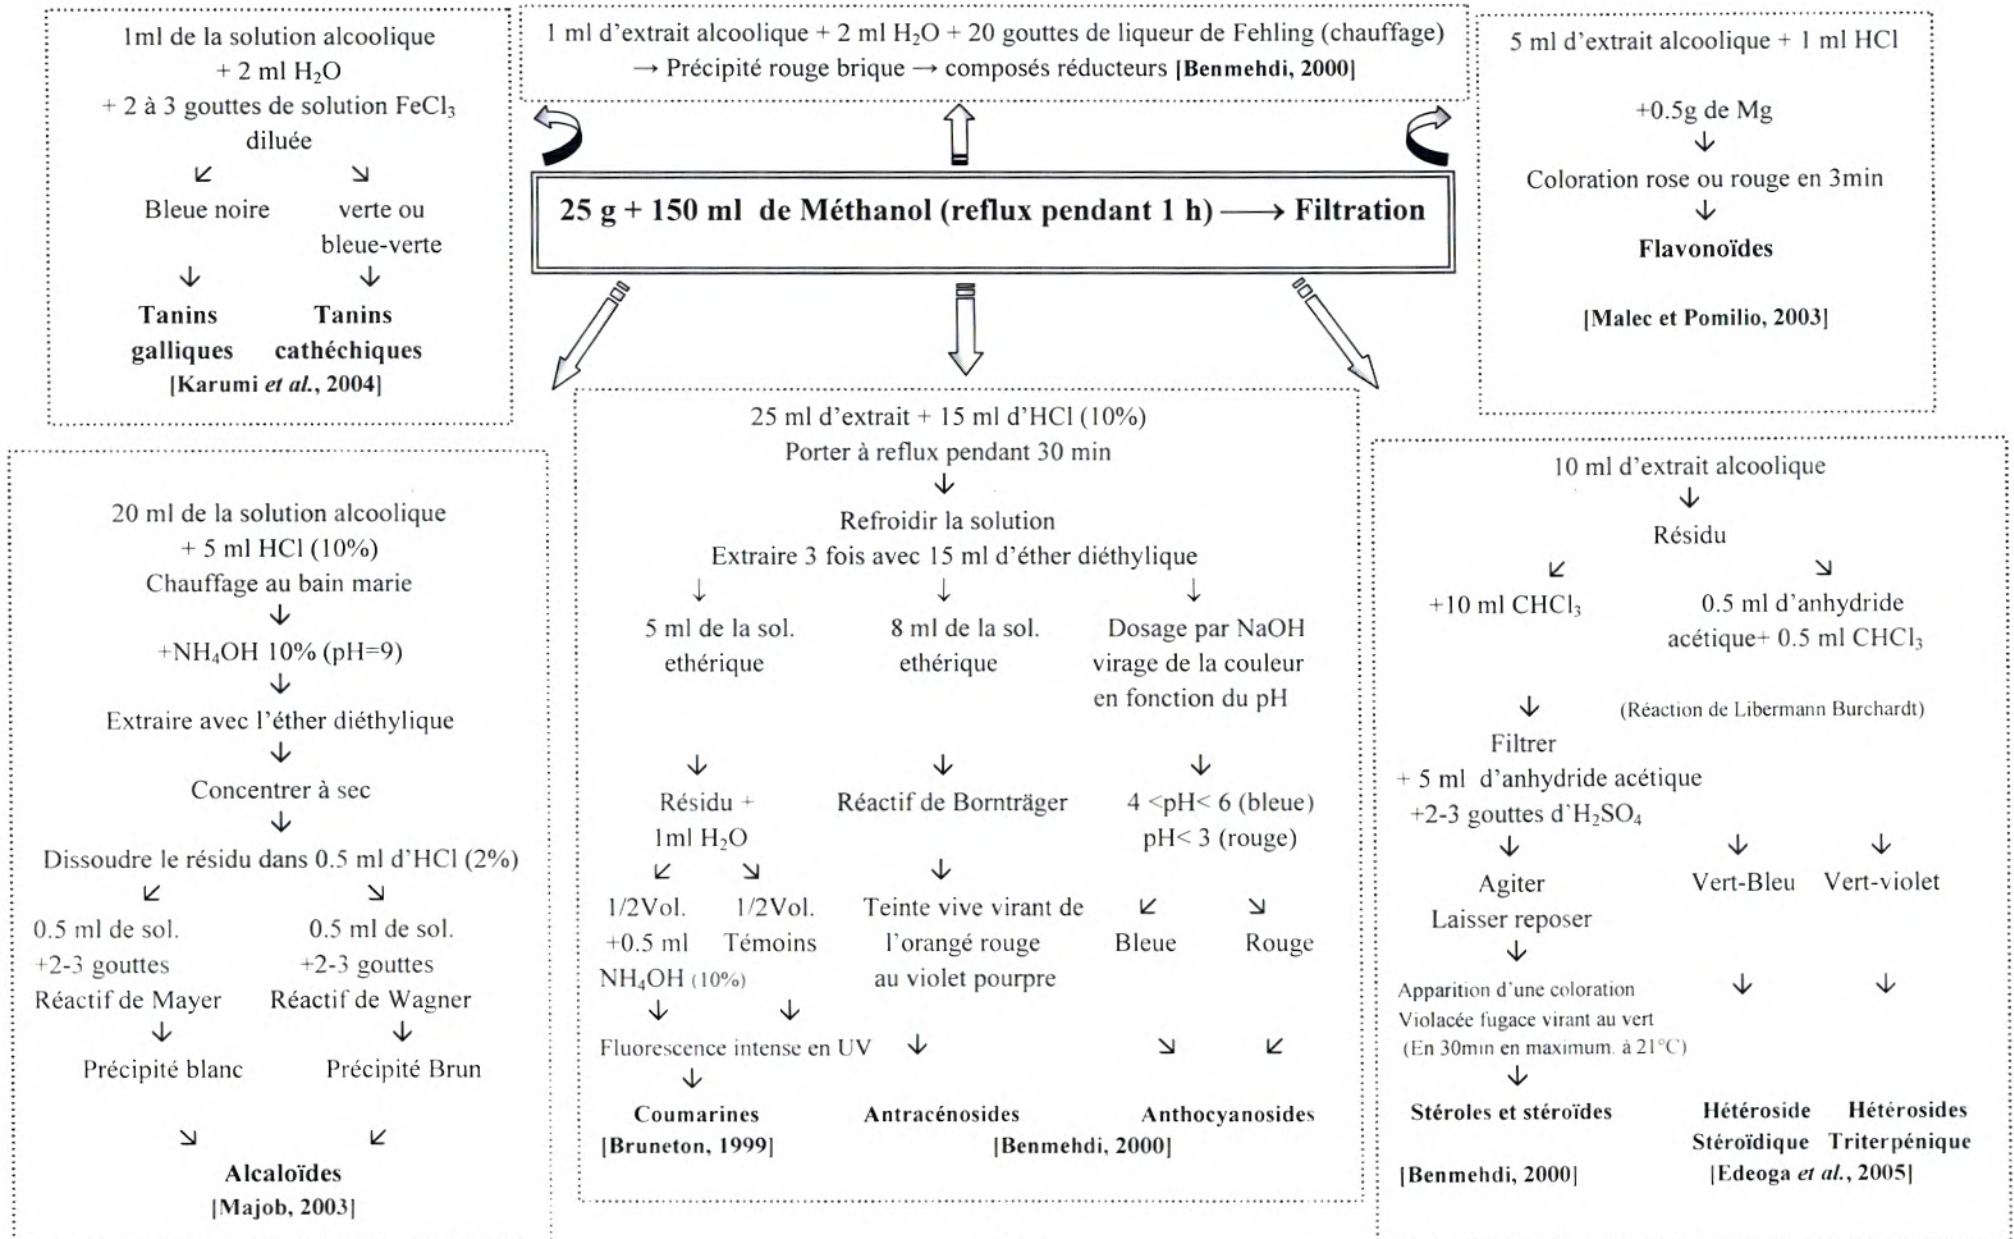 1ml de la solution alcoolique
+ 2 ml H₂O
+ 2 à 3 gouttes de solution FeCl₃
diluée
↙ ↘
Bleue noire verte ou
bleue-verte
↓ ↓
Tanins Tanins
galliques cathéchiques
[Karumi et al., 2004]
1 ml d'extrait alcoolique + 2 ml H₂O + 20 gouttes de liqueur de Fehling (chauffage)
→ Précipité rouge brique → composés réducteurs [Benmehdi, 2000]
5 ml d'extrait alcoolique + 1 ml HCl
+0.5g de Mg
↓
Coloration rose ou rouge en 3min
↓
Flavonoïdes
[Malec et Pomilio, 2003]
25 g + 150 ml de Méthanol (reflux pendant 1 h) → Filtration
20 ml de la solution alcoolique
+ 5 ml HCl (10%)
Chauffage au bain marie
↓
+NH₄OH 10% (pH=9)
↓
Extraire avec l'éther diéthylique
↓
Concentrer à sec
↓
Dissoudre le résidu dans 0.5 ml d'HCl (2%)
↙ ↘
0.5 ml de sol. 0.5 ml de sol.
+2-3 gouttes +2-3 gouttes
Réactif de Mayer Réactif de Wagner
↓ ↓
Précipité blanc Précipité Brun
↘ ↙
Alcaloïdes
[Majob, 2003]
25 ml d'extrait + 15 ml d'HCl (10%)
Porter à reflux pendant 30 min
↓
Refroidir la solution
Extraire 3 fois avec 15 ml d'éther diéthylique
↓ ↓ ↓
5 ml de la sol. 8 ml de la sol. Dosage par NaOH
ethérique ethérique virage de la couleur
en fonction du pH
↓ ↓ ↓
Résidu + Réactif de Bornträger 4 <pH< 6 (bleue)
1ml H₂O pH< 3 (rouge)
↙ ↘ ↓
1/2Vol. 1/2Vol. Teinte vive virant de ↙ ↘
+0.5 ml Témoins l'orangé rouge Bleue Rouge
NH₄OH (10%) au violet pourpre
↓ ↓
Fluorescence intense en UV ↓ ↘ ↙
↓
Coumarines Antracénosides Anthocyanosides
[Bruneton, 1999] [Benmehdi, 2000]
10 ml d'extrait alcoolique
↓
Résidu
↙ ↘
+10 ml CHCl₃ 0.5 ml d'anhydride
acétique+ 0.5 ml CHCl₃
↓ (Réaction de Libermann Burchardt)
Filtrer
+ 5 ml d'anhydride acétique
+2-3 gouttes d'H₂SO₄
↓ ↓ ↓
Agiter Vert-Bleu Vert-violet
Laisser reposer
↓
Apparition d'une coloration ↓ ↓
Violacée fugace virant au vert
(En 30min en maximum. à 21°C)
↓
Stéroles et stéroïdes Hétéroside Hétérosides
Stéroïdique Triterpénique
[Benmehdi, 2000] [Edeoga et al., 2005]